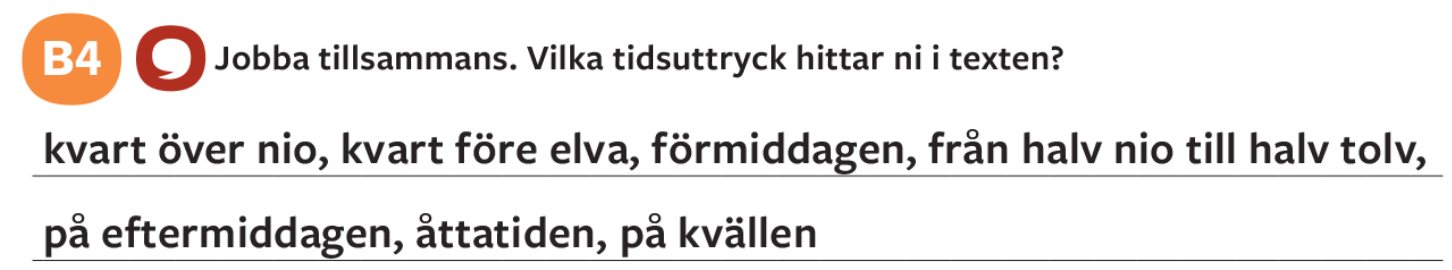 B4 Jobba tillsammans. Vilka tidsuttryck hittar ni i texten?
kvart över nio, kvart före elva, förmiddagen, från halv nio till halv tolv,
på eftermiddagen, åttatiden, på kvällen